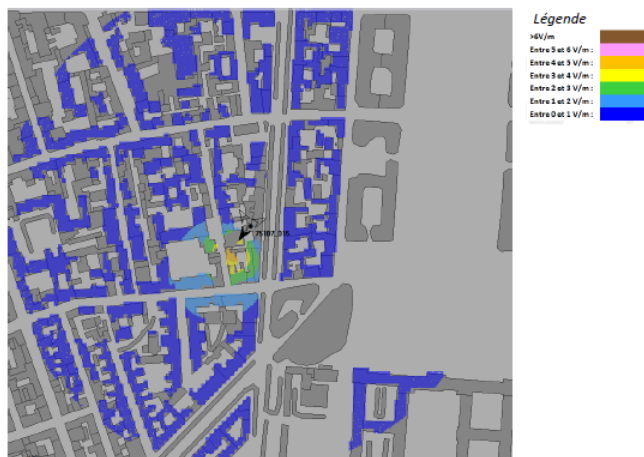 Légende
>6V/m
Entre 5 et 6 V/m :
Entre 4 et 5 V/m :
Entre 3 et 4 V/m :
Entre 2 et 3 V/m :
Entre 1 et 2 V/m :
Entre 0 et 1 V/m :